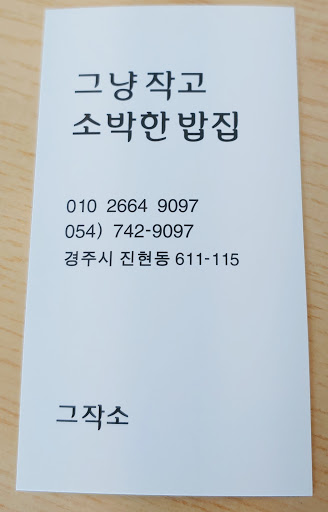 그냥 작고
소박한 밥집
010 2664 9097
054) 742-9097
경주시 진현동 611-115
그작소